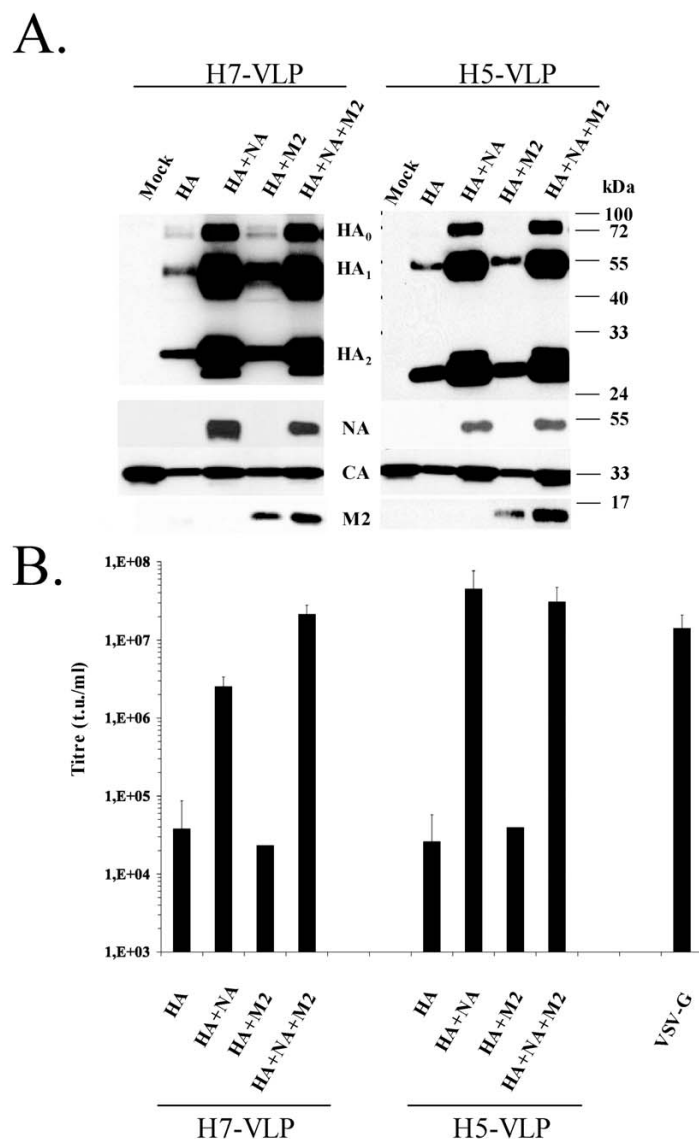 A.
H7-VLP H5-VLP
Mock HA HA+NA HA+M2 HA+NA+M2 Mock HA HA+NA HA+M2 HA+NA+M2
kDa
100
HA0 72
HA1 55
40
33
HA2
24
NA 55
CA 33
17
M2
B.
Titre (t.u./ml)
1,E+08
1,E+07
1,E+06
1,E+05
1,E+04
1,E+03
HA HA+NA HA+M2 HA+NA+M2 HA HA+NA HA+M2 HA+NA+M2 VSV-G
H7-VLP H5-VLP